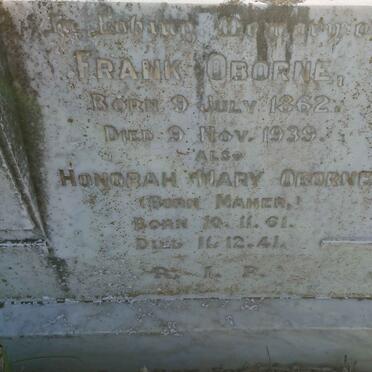 In Loving Memory of
FRANK OBORNE,
BORN 9 JULY 1862.
DIED 9 NOV. 1939.
ALSO
HONORAH MARY OBORNE
(BORN MAHER,)
BORN 10.11.61.
DIED 11.12.41.
R. I. P.